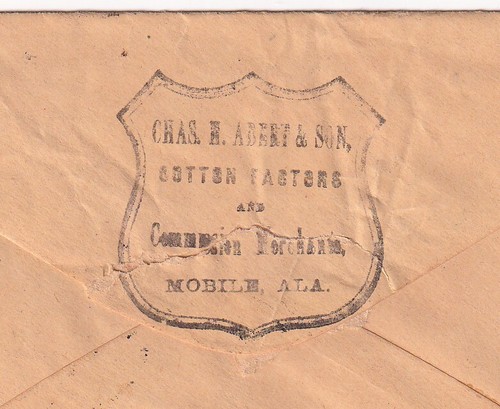 CHAS. H. ABERT & SON,
COTTON FACTORS
AND
Commission Merchants,
MOBILE, ALA.